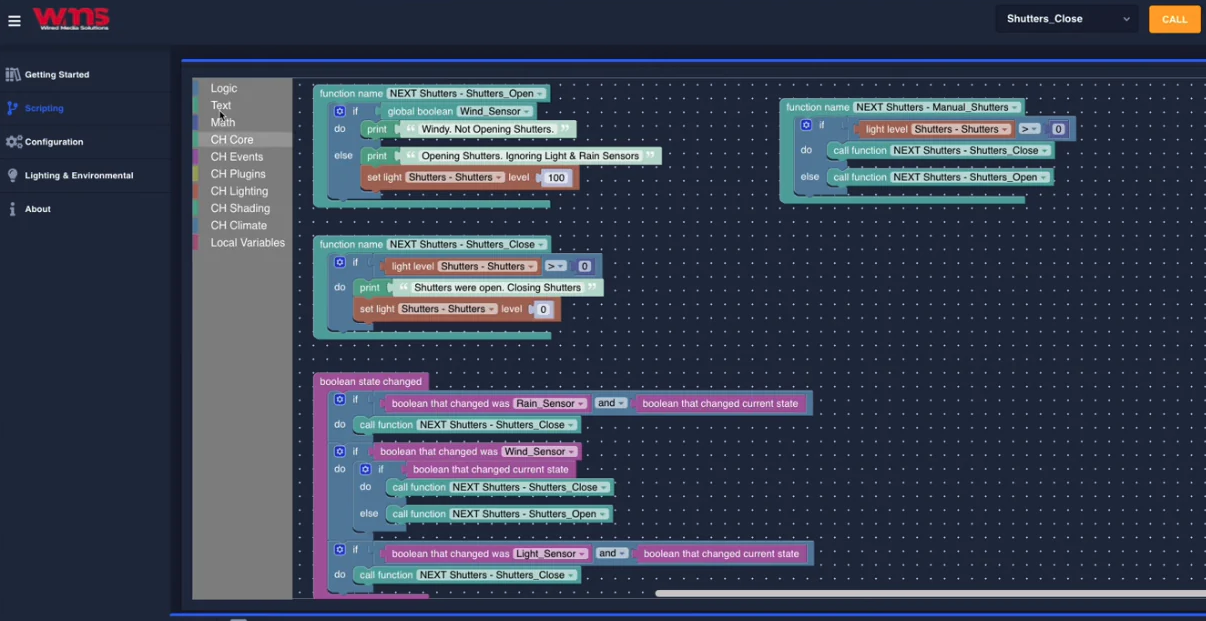 WMS
Wired Media Solutions
Shutters_Close
CALL
Getting Started
Scripting
Configuration
Lighting & Environmental
About
Logic
Text
Math
CH Core
CH Events
CH Plugins
CH Lighting
CH Shading
CH Climate
Local Variables
function name NEXT Shutters - Shutters_Open
if global boolean Wind_Sensor
do print “ Windy. Not Opening Shutters. ”
else print “ Opening Shutters. Ignoring Light & Rain Sensors ”
set light Shutters - Shutters level 100
function name NEXT Shutters - Manual_Shutters
if light level Shutters - Shutters > 0
do call function NEXT Shutters - Shutters_Close
else call function NEXT Shutters - Shutters_Open
function name NEXT Shutters - Shutters_Close
if light level Shutters - Shutters > 0
do print “ Shutters were open. Closing Shutters ”
set light Shutters - Shutters level 0
boolean state changed
if boolean that changed was Rain_Sensor and boolean that changed current state
do call function NEXT Shutters - Shutters_Close
if boolean that changed was Wind_Sensor
do if boolean that changed current state
do call function NEXT Shutters - Shutters_Close
else call function NEXT Shutters - Shutters_Open
if boolean that changed was Light_Sensor and boolean that changed current state
do call function NEXT Shutters - Shutters_Close